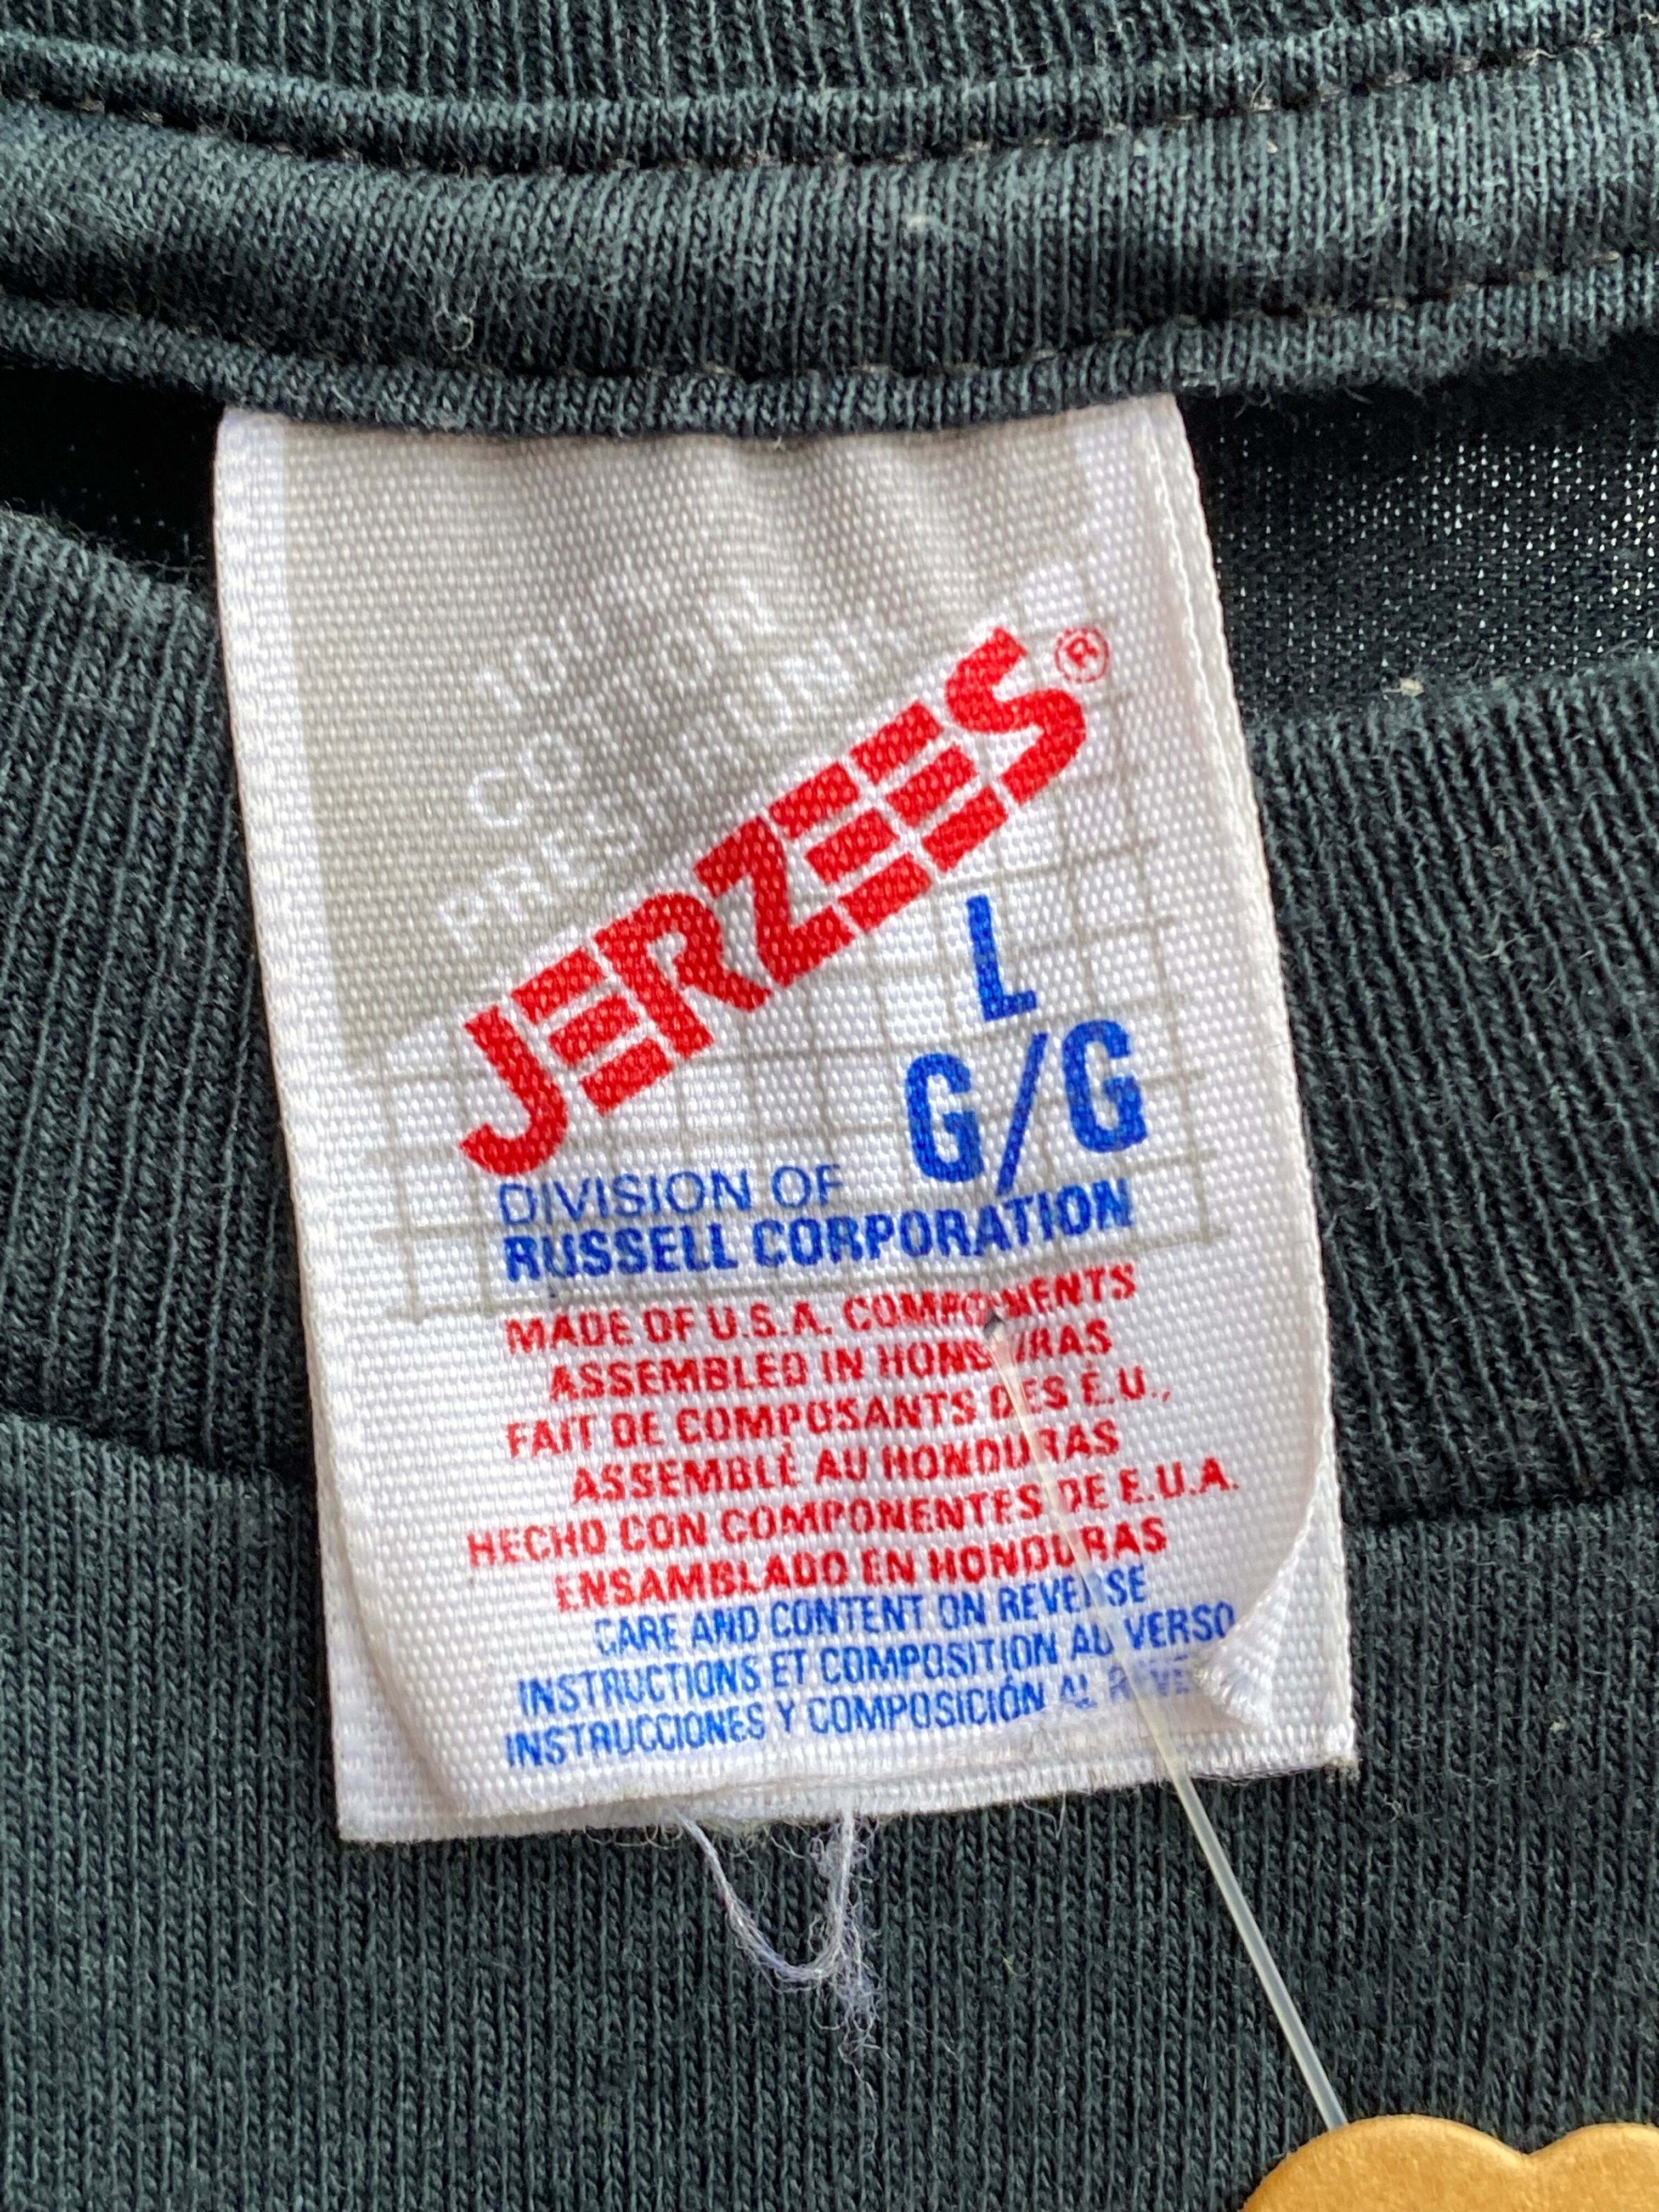 JERZEES®
L
G/G
DIVISION OF
RUSSELL CORPORATION
MADE OF U.S.A. COMPONENTS
ASSEMBLED IN HONDURAS
FAIT DE COMPOSANTS DES É.U.,
ASSEMBLÉ AU HONDURAS
HECHO CON COMPONENTES DE E.U.A.
ENSAMBLADO EN HONDURAS
CARE AND CONTENT ON REVERSE
INSTRUCTIONS ET COMPOSITION AU VERSO
INSTRUCCIONES Y COMPOSICIÓN AL